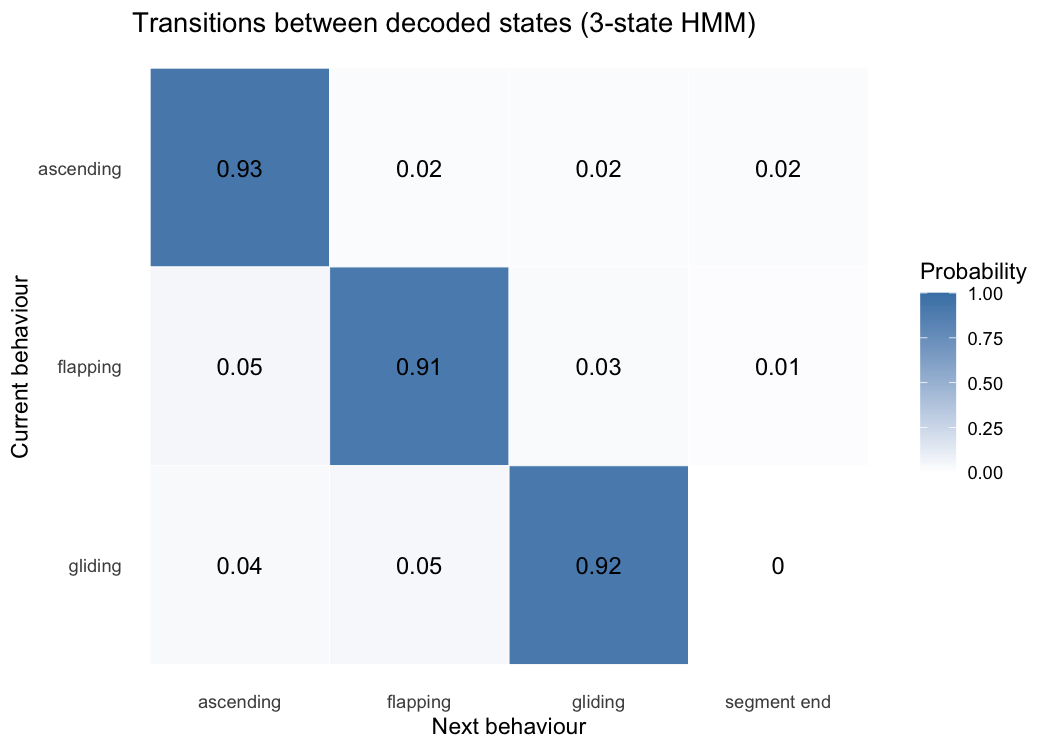 Transitions between decoded states (3-state HMM)
Current behaviour
ascending 0.93 0.02 0.02 0.02
flapping 0.05 0.91 0.03 0.01
gliding 0.04 0.05 0.92 0
ascending flapping gliding segment end
Next behaviour
Probability
1.00
0.75
0.50
0.25
0.00